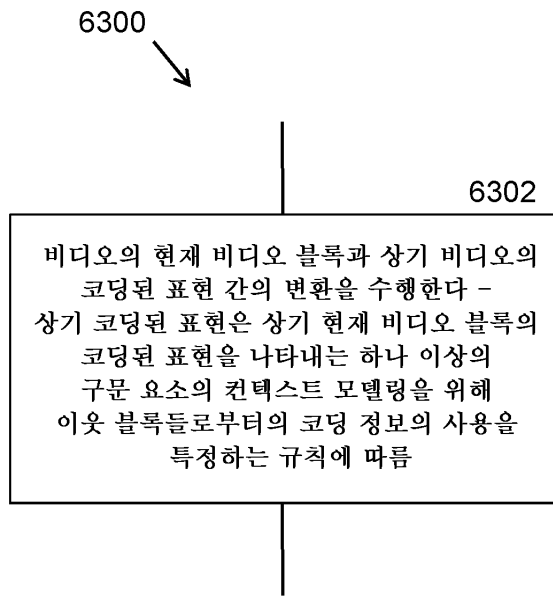 6300
6302
비디오의 현재 비디오 블록과 상기 비디오의
코딩된 표현 간의 변환을 수행한다 –
상기 코딩된 표현은 상기 현재 비디오 블록의
코딩된 표현을 나타내는 하나 이상의
구문 요소의 컨텍스트 모델링을 위해
이웃 블록들로부터의 코딩 정보의 사용을
특정하는 규칙에 따름